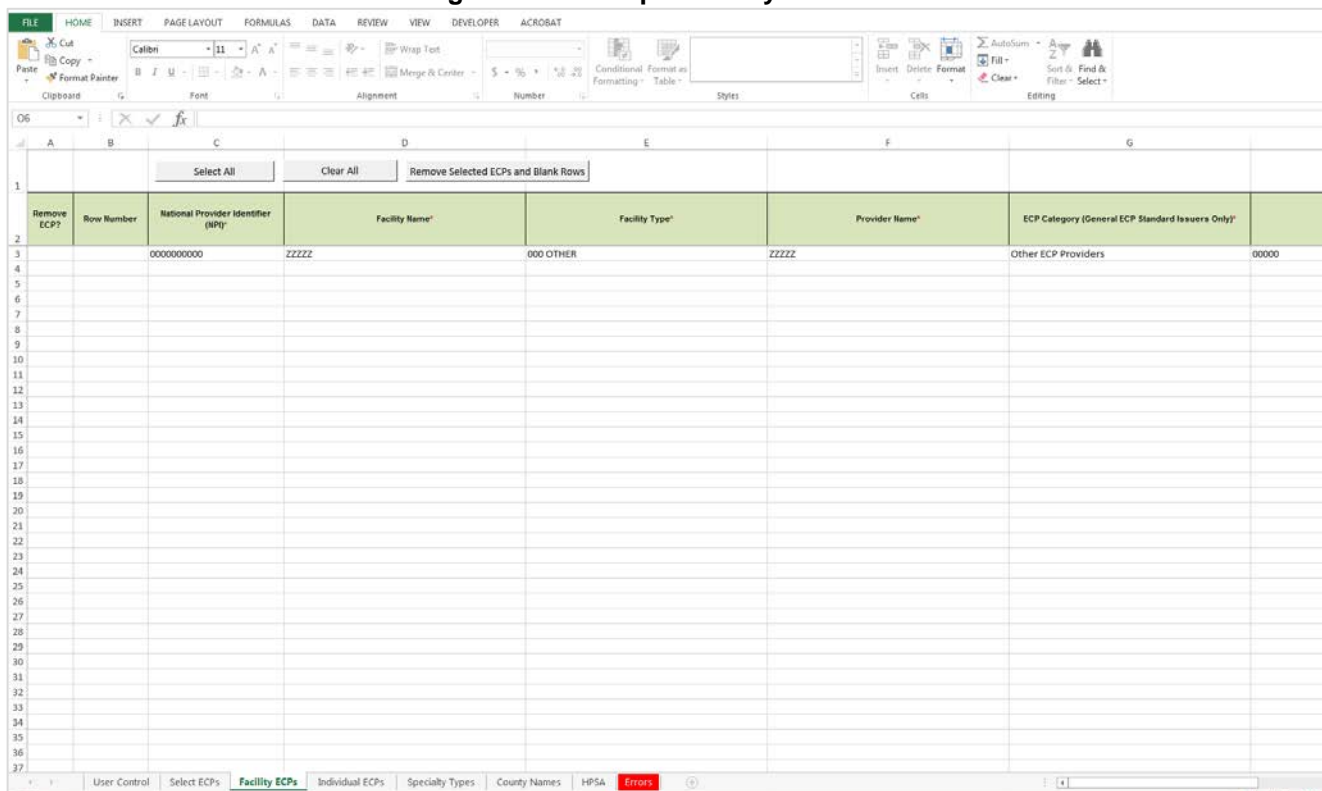 FILE HOME INSERT PAGE LAYOUT FORMULAS DATA REVIEW VIEW DEVELOPER ACROBAT
Cut Calibri 11 A A Wrap Text AutoSum
Copy
Paste Format Painter B I U A Merge & Center $ % , Conditional Format as Insert Delete Format Fill Sort & Find &
Formatting Table Clear Filter Select
Clipboard Font Alignment Number Styles Cells Editing
O6 fx
A B C D E F G
1 Select All Clear All Remove Selected ECPs and Blank Rows
Remove Row Number National Provider Identifier Facility Name* Facility Type* Provider Name* ECP Category (General ECP Standard Issuers Only)*
ECP? (NPI)*
2
3 0000000000 ZZZZZ 000 OTHER ZZZZZ Other ECP Providers 00000
4
5
6
7
8
9
10
11
12
13
14
15
16
17
18
19
20
21
22
23
24
25
26
27
28
29
30
31
32
33
34
35
36
37
User Control Select ECPs Facility ECPs Individual ECPs Specialty Types County Names HPSA Errors